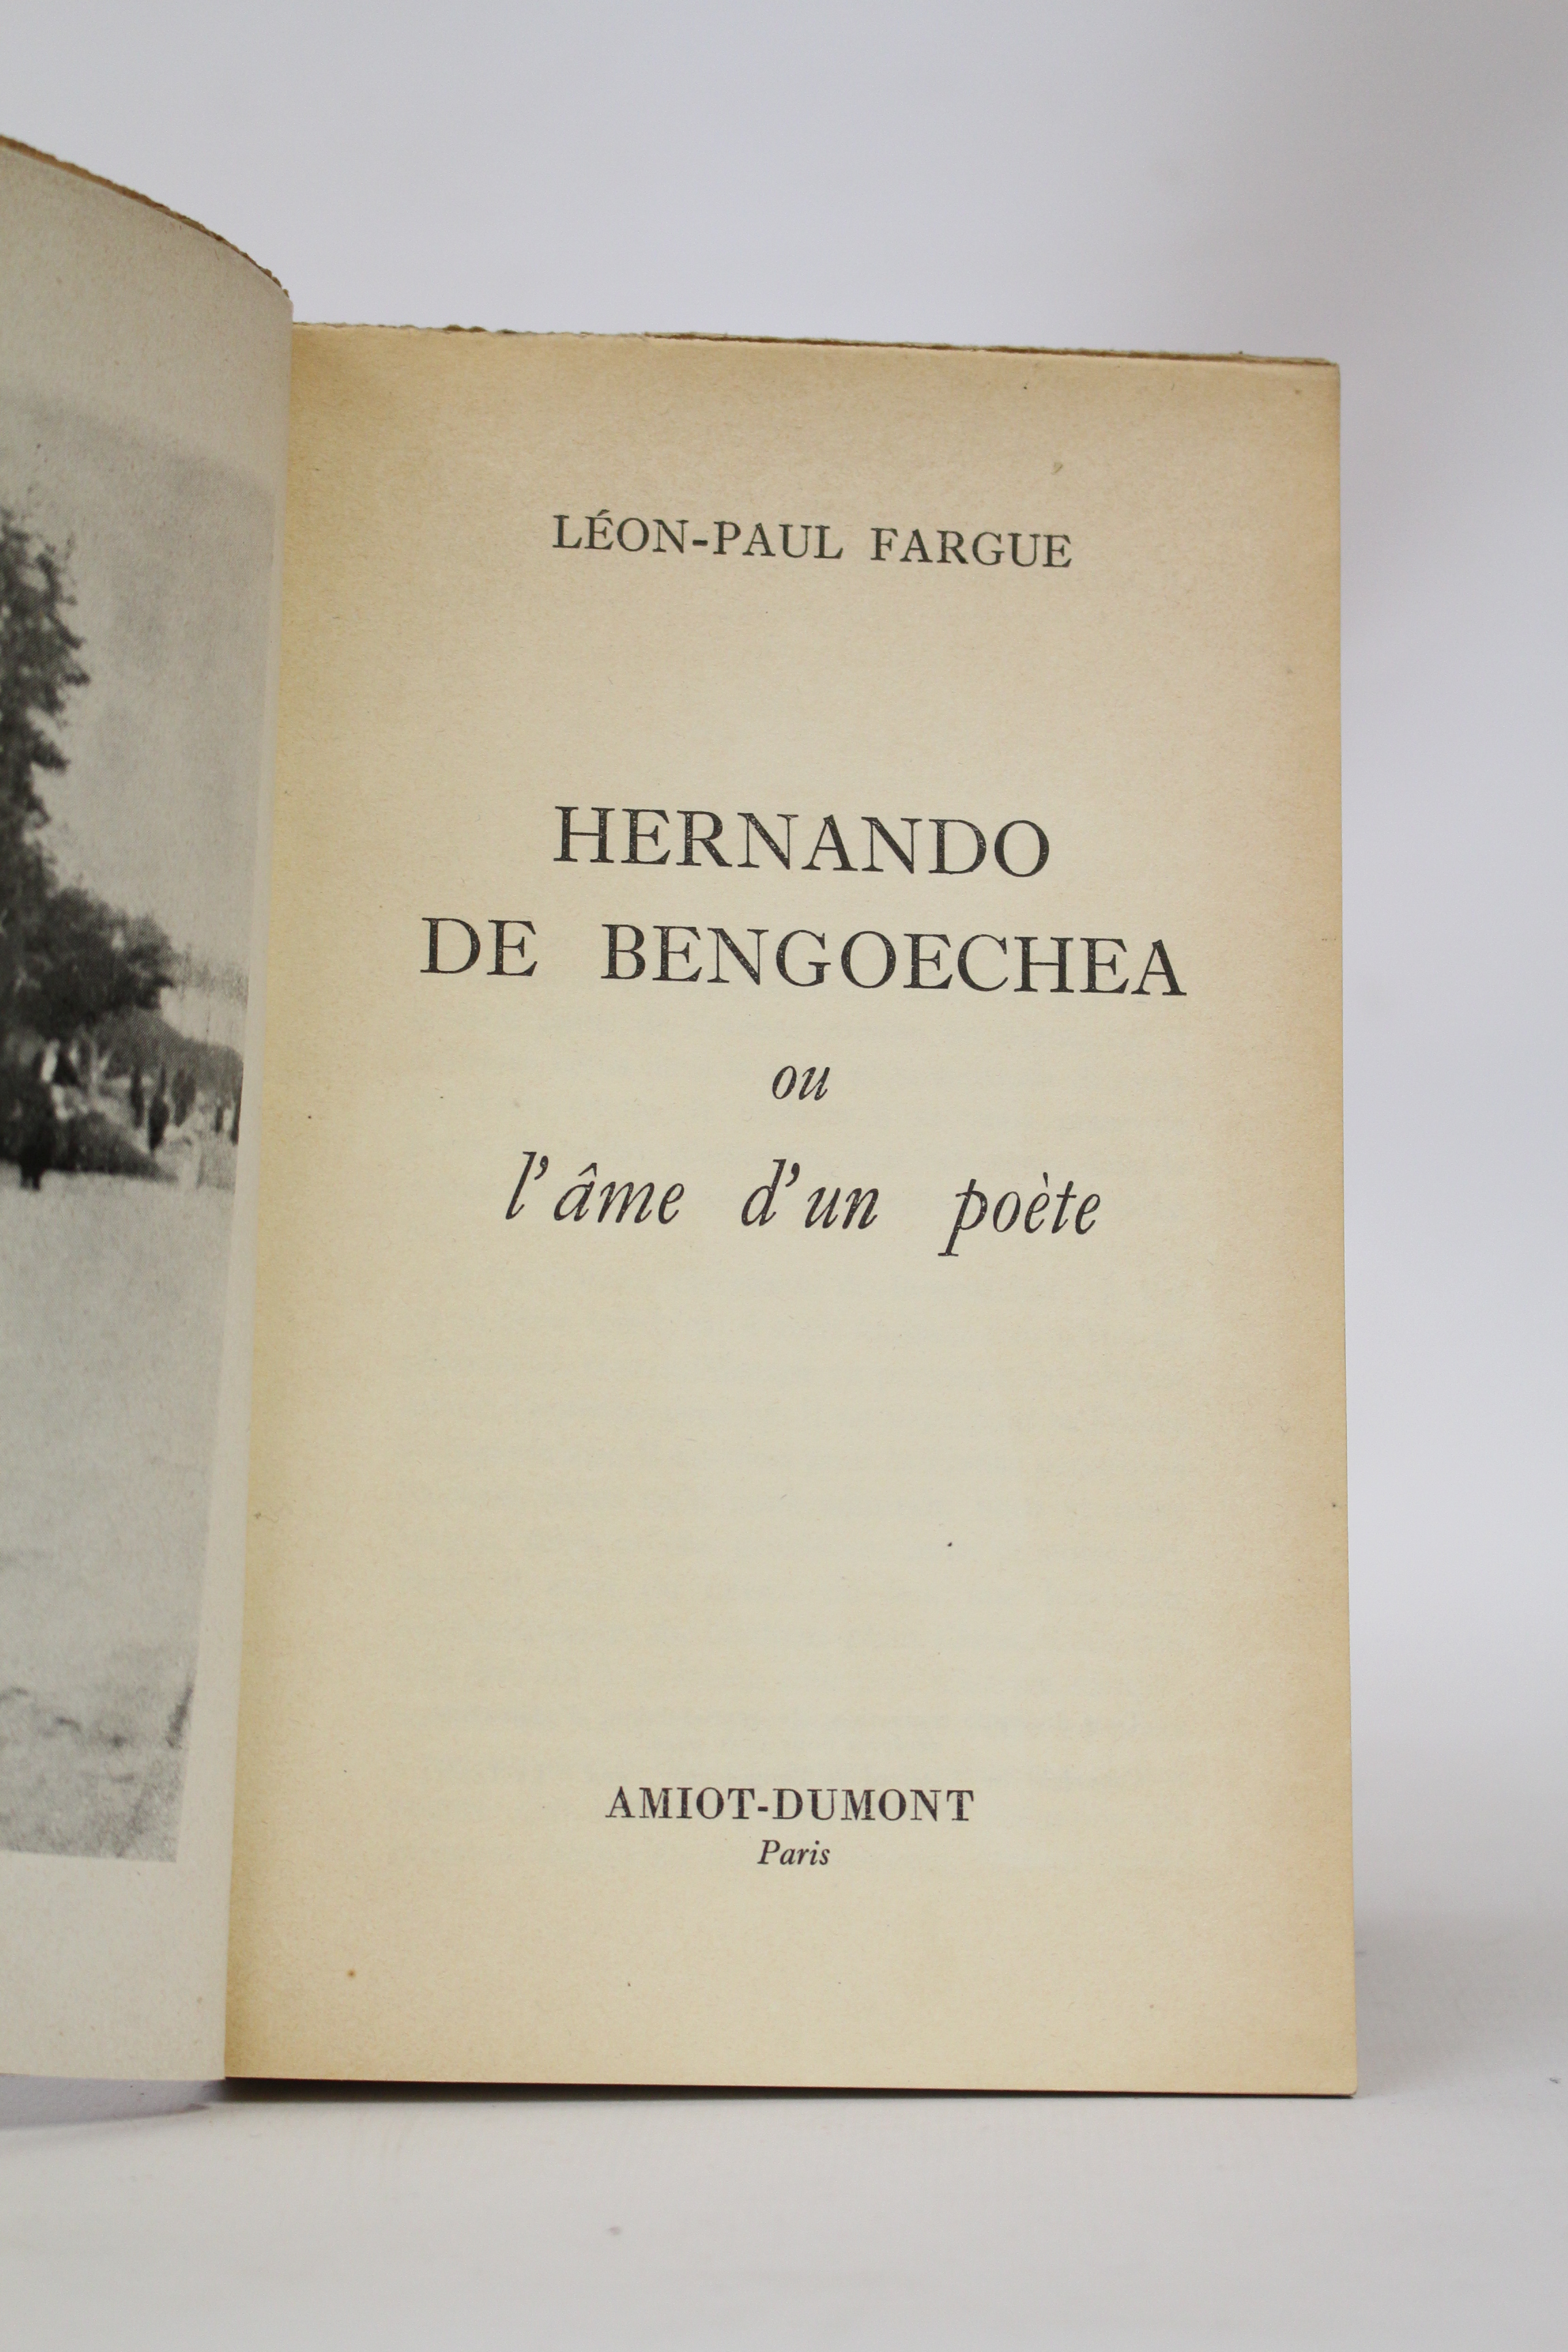 LÉON-PAUL FARGUE
HERNANDO
DE BENGOECHEA
ou
l'âme d'un poète
AMIOT-DUMONT
Paris